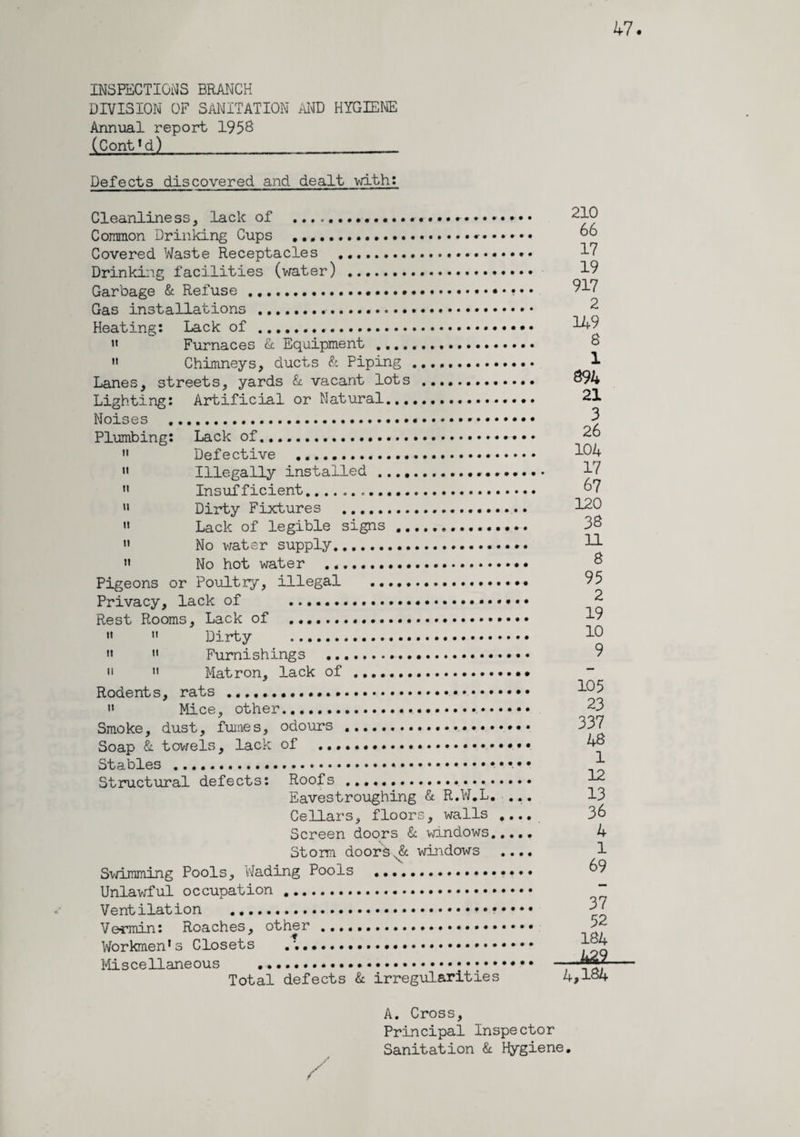 47.
INSPECTIONS BRANCH
DIVISION OF SANITATION AND HYGIENE
Annual report 1958
(Cont'd)
Defects discovered and dealt with:
Cleanliness, lack of ........ 210
Common Drinking Cups ........ 66
Covered Waste Receptacles ........ 17
Drinking facilities (water) ........ 19
Garbage & Refuse ........ 917
Gas installations ........ 2
Heating: Lack of ........ 149
" Furnaces & Equipment ........ 8
" Chimneys, ducts & Piping ........ 1
Lanes, streets, yards & vacant lots ........ 894
Lighting: Artificial or Natural ........ 21
Noises ........ 3
Plumbing: Lack of ........ 26
" Defective ........ 104
" Illegally installed ........ 17
" Insufficient ........ 67
" Dirty Fixtures ........ 120
" Lack of legible signs ........ 38
" No water supply ........ 11
" No hot water ........ 8
Pigeons or Poultry, illegal ........ 95
Privacy, lack of ........ 2
Rest Rooms, Lack of ........ 19
" " Dirty ........ 10
" " Furnishings ........ 9
" " Matron, lack of ........ -
Rodents, rats ........ 105
" Mice, other ........ 23
Smoke, dust, fumes, odours ........ 337
Soap & towels, lack of ........ 48
Stables ........ 1
Structural defects: Roofs ........ 12
Eavestroughing & R.W.L. .... 13
Cellars, floors, walls .... 36
Screen doors & windows..... 4
Storm doors & windows .... 1
Swimming Pools, Wading Pools ........ 69
Unlawful occupation ........ -
Ventilation ........ 37
Vermin: Roaches, other ........ 52
Workmen's Closets ........ 184
Miscellaneous ........ 429
Total defects & irregularities 4,184
A. Cross,
Principal Inspector
Sanitation & Hygiene.